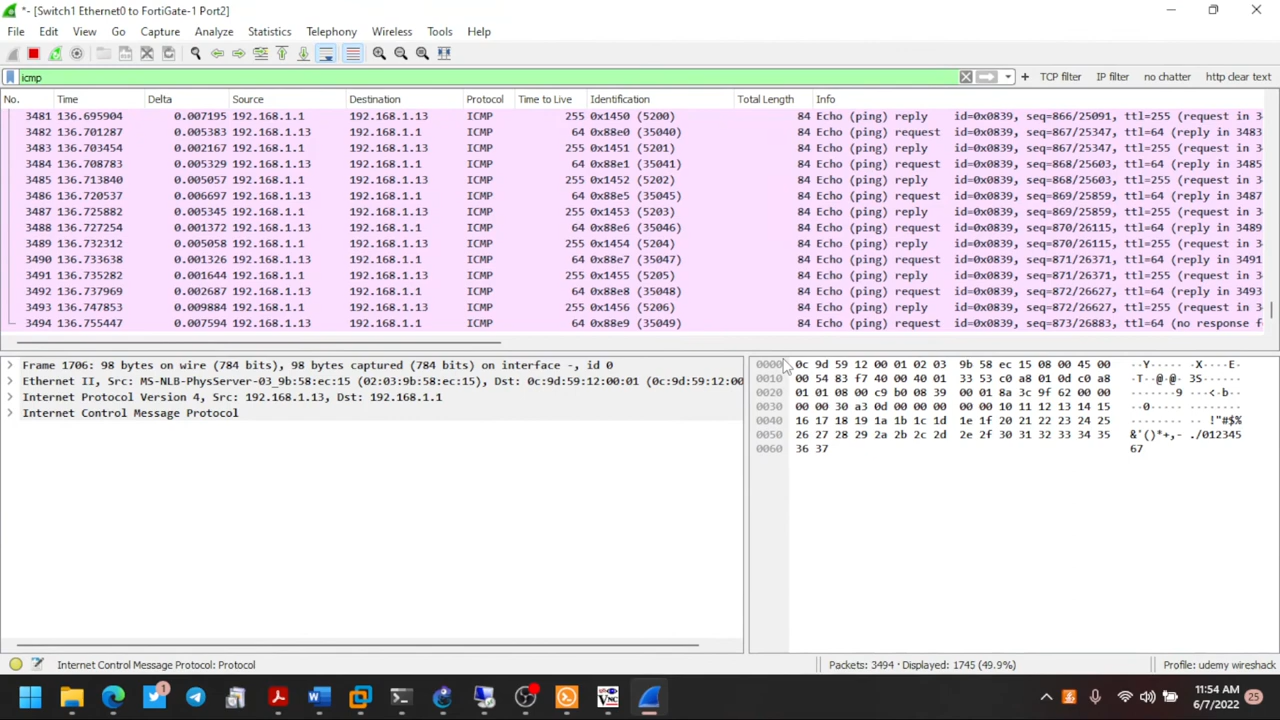 *- [Switch1 Ethernet0 to FortiGate-1 Port2]
File Edit View Go Capture Analyze Statistics Telephony Wireless Tools Help
icmp TCP filter IP filter no chatter http clear text
No. Time Delta Source Destination Protocol Time to Live Identification Total Length Info
3481 136.695904 0.007195 192.168.1.1 192.168.1.13 ICMP 255 0x1450 (5200) 84 Echo (ping) reply id=0x0839, seq=866/25091, ttl=255 (request in 3
3482 136.701287 0.005383 192.168.1.13 192.168.1.1 ICMP 64 0x88e0 (35040) 84 Echo (ping) request id=0x0839, seq=867/25347, ttl=64 (reply in 3483
3483 136.703454 0.002167 192.168.1.1 192.168.1.13 ICMP 255 0x1451 (5201) 84 Echo (ping) reply id=0x0839, seq=867/25347, ttl=255 (request in 3
3484 136.708783 0.005329 192.168.1.13 192.168.1.1 ICMP 64 0x88e1 (35041) 84 Echo (ping) request id=0x0839, seq=868/25603, ttl=64 (reply in 3485
3485 136.713840 0.005057 192.168.1.1 192.168.1.13 ICMP 255 0x1452 (5202) 84 Echo (ping) reply id=0x0839, seq=868/25603, ttl=255 (request in 3
3486 136.720537 0.006697 192.168.1.13 192.168.1.1 ICMP 64 0x88e5 (35045) 84 Echo (ping) request id=0x0839, seq=869/25859, ttl=64 (reply in 3487
3487 136.725882 0.005345 192.168.1.1 192.168.1.13 ICMP 255 0x1453 (5203) 84 Echo (ping) reply id=0x0839, seq=869/25859, ttl=255 (request in 3
3488 136.727254 0.001372 192.168.1.13 192.168.1.1 ICMP 64 0x88e6 (35046) 84 Echo (ping) request id=0x0839, seq=870/26115, ttl=64 (reply in 3489
3489 136.732312 0.005058 192.168.1.1 192.168.1.13 ICMP 255 0x1454 (5204) 84 Echo (ping) reply id=0x0839, seq=870/26115, ttl=255 (request in 3
3490 136.733638 0.001326 192.168.1.13 192.168.1.1 ICMP 64 0x88e7 (35047) 84 Echo (ping) request id=0x0839, seq=871/26371, ttl=64 (reply in 3491
3491 136.735282 0.001644 192.168.1.1 192.168.1.13 ICMP 255 0x1455 (5205) 84 Echo (ping) reply id=0x0839, seq=871/26371, ttl=255 (request in 3
3492 136.737969 0.002687 192.168.1.13 192.168.1.1 ICMP 64 0x88e8 (35048) 84 Echo (ping) request id=0x0839, seq=872/26627, ttl=64 (reply in 3493
3493 136.747853 0.009884 192.168.1.1 192.168.1.13 ICMP 255 0x1456 (5206) 84 Echo (ping) reply id=0x0839, seq=872/26627, ttl=255 (request in 3
3494 136.755447 0.007594 192.168.1.13 192.168.1.1 ICMP 64 0x88e9 (35049) 84 Echo (ping) request id=0x0839, seq=873/26883, ttl=64 (no response f
Frame 1706: 98 bytes on wire (784 bits), 98 bytes captured (784 bits) on interface -, id 0
Ethernet II, Src: MS-NLB-PhysServer-03_9b:58:ec:15 (02:03:9b:58:ec:15), Dst: 0c:9d:59:12:00:01 (0c:9d:59:12:00
Internet Protocol Version 4, Src: 192.168.1.13, Dst: 192.168.1.1
Internet Control Message Protocol
0000 0c 9d 59 12 00 01 02 03 9b 58 ec 15 08 00 45 00 ··Y····· ·X····E·
0010 00 54 83 f7 40 00 40 01 33 53 c0 a8 01 0d c0 a8 ·T··@·@· 3S······
0020 01 01 08 00 c9 b0 08 39 00 01 8a 3c 9f 62 00 00 ·······9 ···<·b··
0030 00 00 30 a3 0d 00 00 00 00 00 10 11 12 13 14 15 ··0····· ········
0040 16 17 18 19 1a 1b 1c 1d 1e 1f 20 21 22 23 24 25 ········ ·· !"#$%
0050 26 27 28 29 2a 2b 2c 2d 2e 2f 30 31 32 33 34 35 &'()*+,- ./012345
0060 36 37 67
Internet Control Message Protocol: Protocol Packets: 3494 · Displayed: 1745 (49.9%) Profile: udemy wireshack
1 11:54 AM
6/7/2022 25